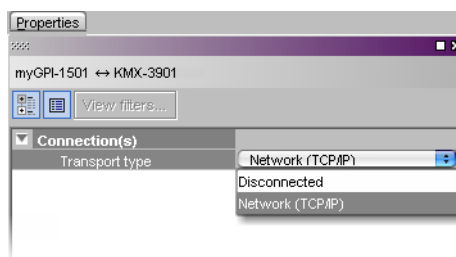 Properties
myGPI-1501 ↔ KMX-3901
View filters...
Connection(s)
Transport type Network (TCP/IP)
Disconnected
Network (TCP/IP)